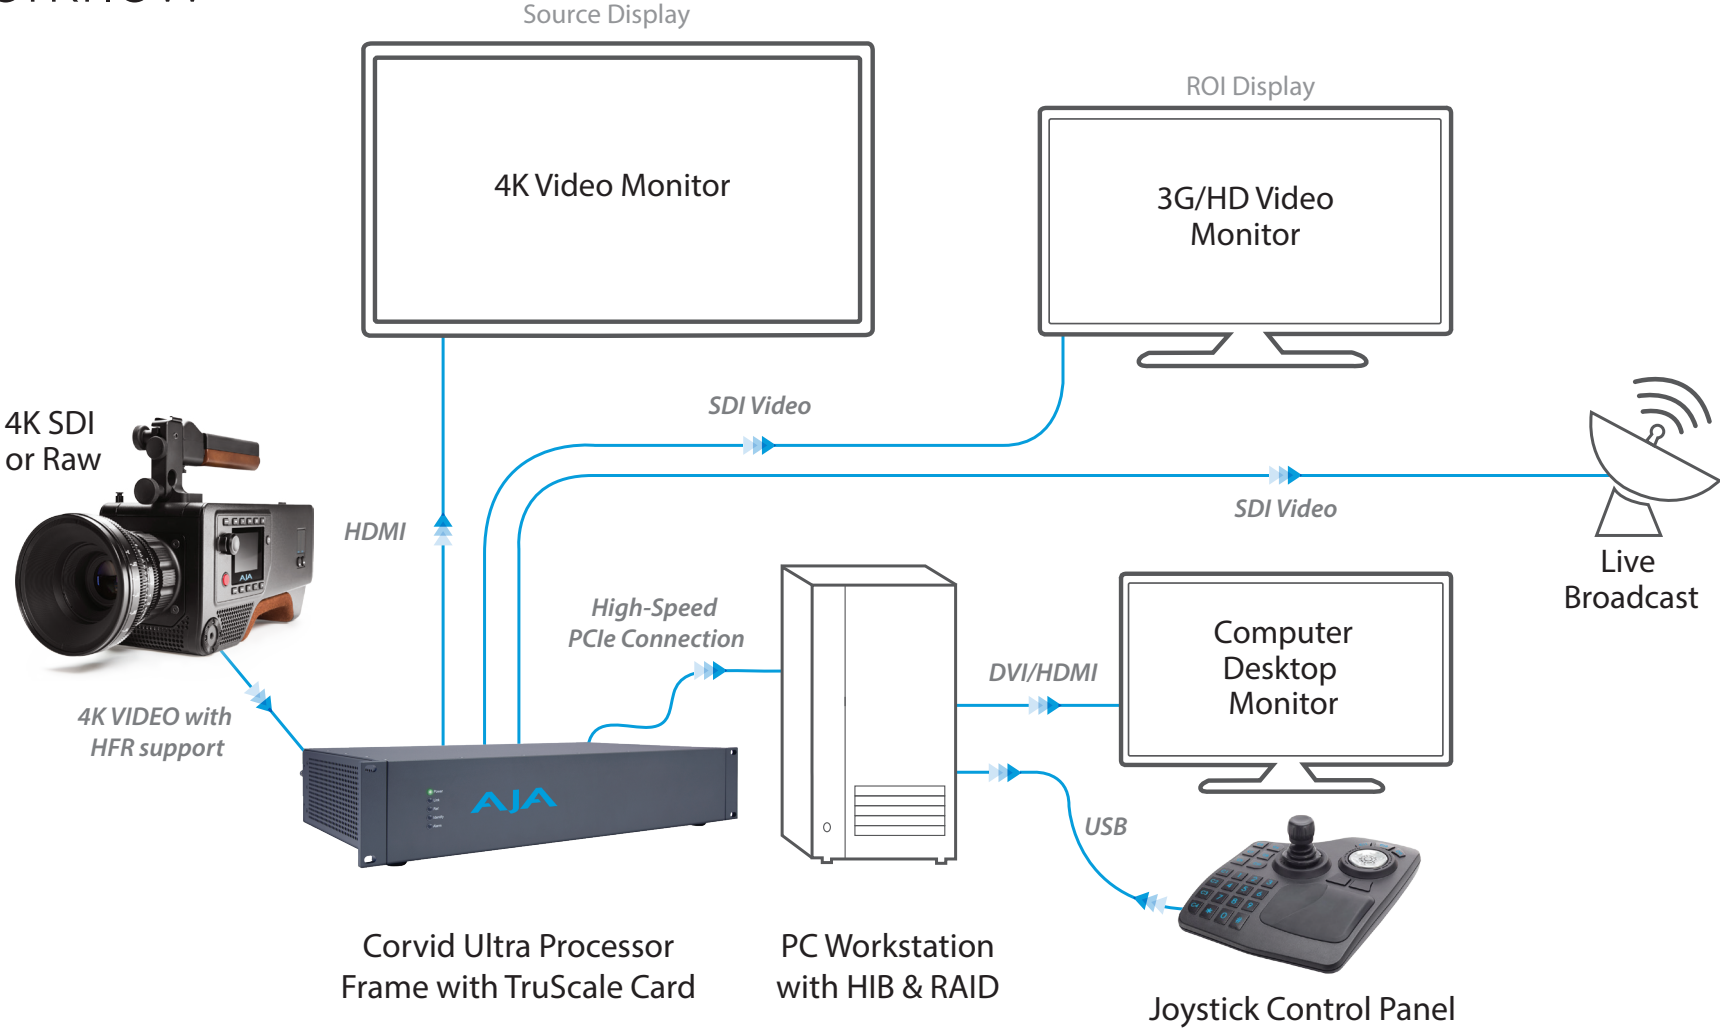 Source Display
4K Video Monitor
ROI Display
3G/HD Video
Monitor
SDI Video
4K SDI
or Raw
HDMI
SDI Video
Live
Broadcast
High-Speed
PCIe Connection
DVI/HDMI
Computer
Desktop
Monitor
4K VIDEO with
HFR support
AJA
AJA
USB
Corvid Ultra Processor
Frame with TruScale Card
PC Workstation
with HIB & RAID
Joystick Control Panel